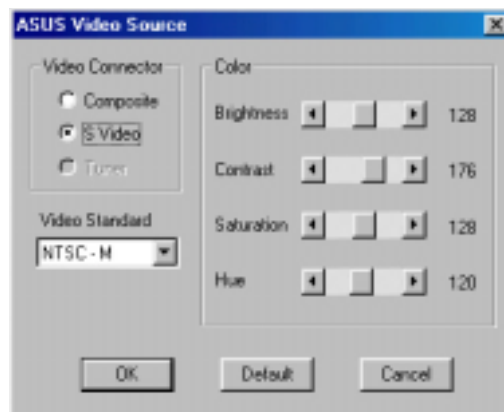 ASUS Video Source
Video Connector
Composite
S Video
Tuner
Video Standard
NTSC - M
Color
Brightness 128
Contrast 176
Saturation 128
Hue 120
OK Default Cancel